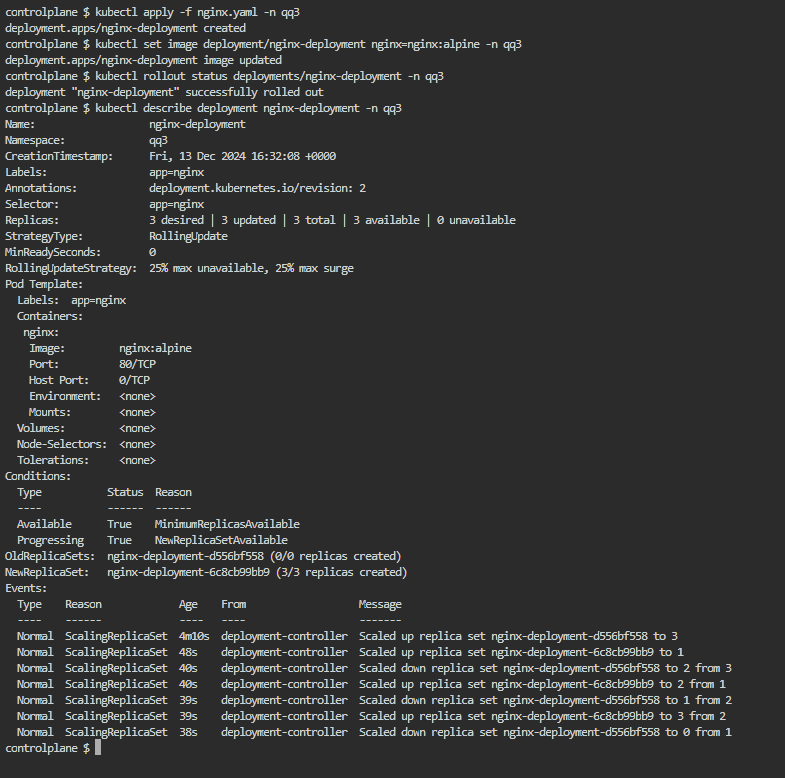 controlplane $ kubectl apply -f nginx.yaml -n qq3
deployment.apps/nginx-deployment created
controlplane $ kubectl set image deployment/nginx-deployment nginx=nginx:alpine -n qq3
deployment.apps/nginx-deployment image updated
controlplane $ kubectl rollout status deployments/nginx-deployment -n qq3
deployment "nginx-deployment" successfully rolled out
controlplane $ kubectl describe deployment nginx-deployment -n qq3
Name:                   nginx-deployment
Namespace:              qq3
CreationTimestamp:      Fri, 13 Dec 2024 16:32:08 +0000
Labels:                 app=nginx
Annotations:            deployment.kubernetes.io/revision: 2
Selector:               app=nginx
Replicas:               3 desired | 3 updated | 3 total | 3 available | 0 unavailable
StrategyType:           RollingUpdate
MinReadySeconds:        0
RollingUpdateStrategy:  25% max unavailable, 25% max surge
Pod Template:
  Labels:  app=nginx
  Containers:
   nginx:
    Image:         nginx:alpine
    Port:          80/TCP
    Host Port:     0/TCP
    Environment:   <none>
    Mounts:        <none>
  Volumes:         <none>
  Node-Selectors:  <none>
  Tolerations:     <none>
Conditions:
  Type           Status  Reason
  ----           ------  ------
  Available      True    MinimumReplicasAvailable
  Progressing    True    NewReplicaSetAvailable
OldReplicaSets:  nginx-deployment-d556bf558 (0/0 replicas created)
NewReplicaSet:   nginx-deployment-6c8cb99bb9 (3/3 replicas created)
Events:
  Type    Reason             Age    From                   Message
  ----    ------             ----   ----                   -------
  Normal  ScalingReplicaSet  4m10s  deployment-controller  Scaled up replica set nginx-deployment-d556bf558 to 3
  Normal  ScalingReplicaSet  48s    deployment-controller  Scaled up replica set nginx-deployment-6c8cb99bb9 to 1
  Normal  ScalingReplicaSet  40s    deployment-controller  Scaled down replica set nginx-deployment-d556bf558 to 2 from 3
  Normal  ScalingReplicaSet  40s    deployment-controller  Scaled up replica set nginx-deployment-6c8cb99bb9 to 2 from 1
  Normal  ScalingReplicaSet  39s    deployment-controller  Scaled down replica set nginx-deployment-d556bf558 to 1 from 2
  Normal  ScalingReplicaSet  39s    deployment-controller  Scaled up replica set nginx-deployment-6c8cb99bb9 to 3 from 2
  Normal  ScalingReplicaSet  38s    deployment-controller  Scaled down replica set nginx-deployment-d556bf558 to 0 from 1
controlplane $